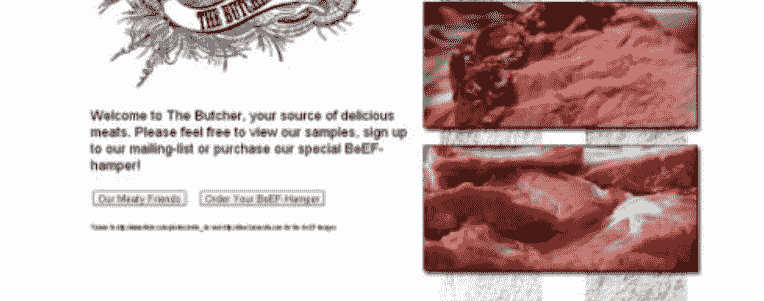 THE BUTCHE
Welcome to The Butcher, your source of delicious
meats. Please feel free to view our samples, sign up
to our mailing-list or purchase our special BeEF-
hamper!
Our Meaty Friends Order Your BeEF-Hamper